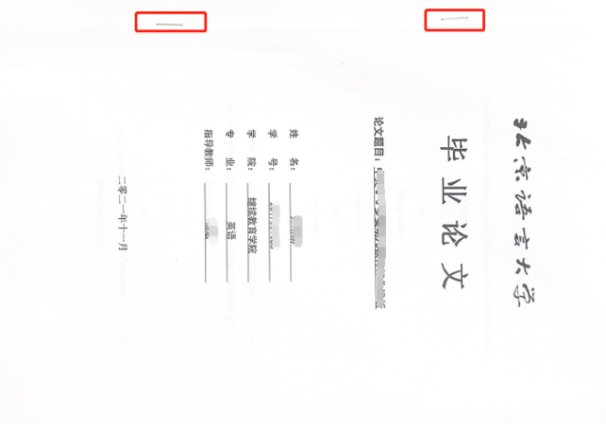 北京语言大学
毕业论文
论文题目：
姓 名：
学 号：
学 院：继续教育学院
专 业：英语
指导教师：
二零二一年十一月